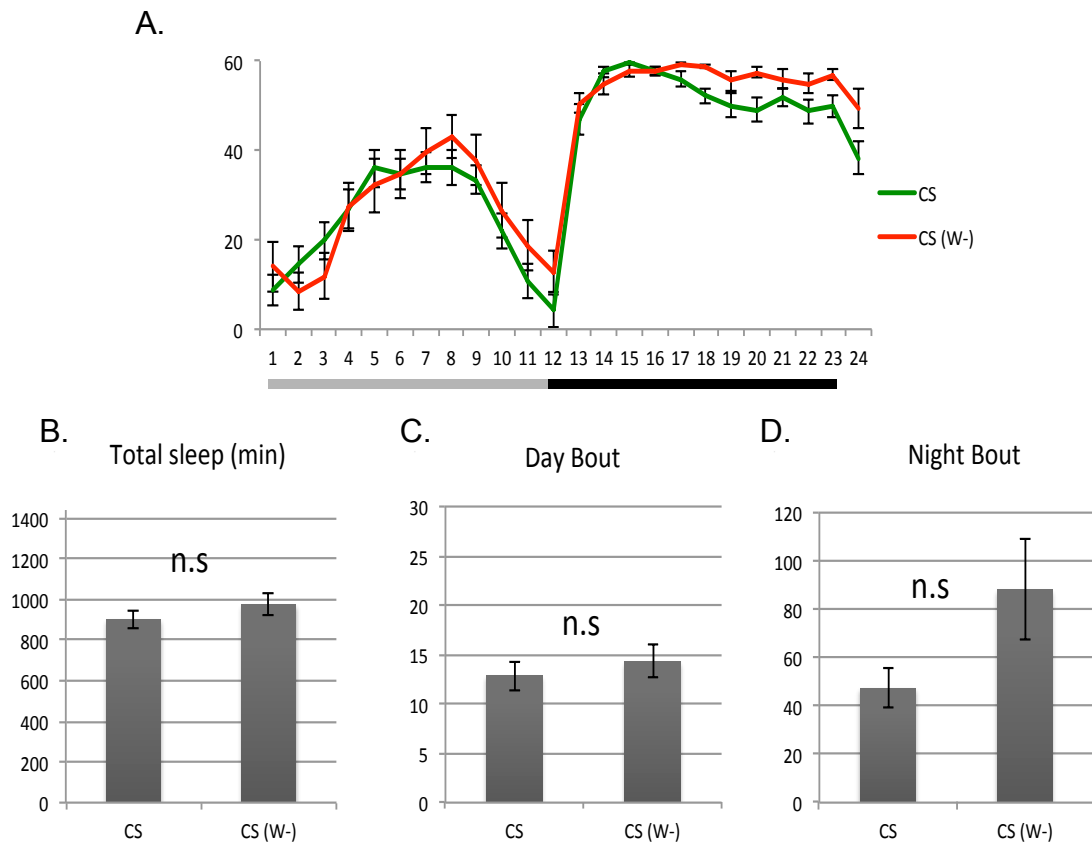 A.
60
40
20
0
1 2 3 4 5 6 7 8 9 10 11 12 13 14 15 16 17 18 19 20 21 22 23 24
CS
CS (W-)
B.
Total sleep (min)
1400
1200
1000
800
600
400
200
0
n.s
CS CS (W-)
C.
Day Bout
30
25
20
15
10
5
0
n.s
CS CS (W-)
D.
Night Bout
120
100
80
60
40
20
0
n.s
CS CS (W-)